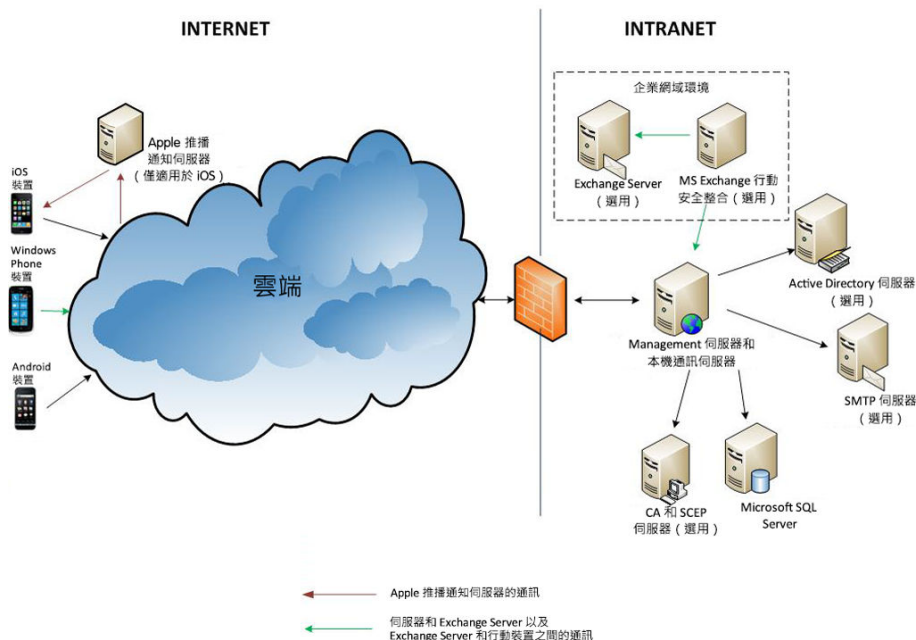 INTERNET
INTRANET
企業網域環境
Apple 推播
通知伺服器
（僅適用於 iOS）
iOS
裝置
Exchange Server
（選用）
MS Exchange 行動
安全整合（選用）
Windows
Phone
裝置
雲端
Active Directory 伺服器
（選用）
Management 伺服器和
本機通訊伺服器
Android
裝置
SMTP 伺服器
（選用）
CA 和 SCEP
伺服器（選用）
Microsoft SQL
Server
Apple 推播通知伺服器的通訊
伺服器和 Exchange Server 以及
Exchange Server 和行動裝置之間的通訊